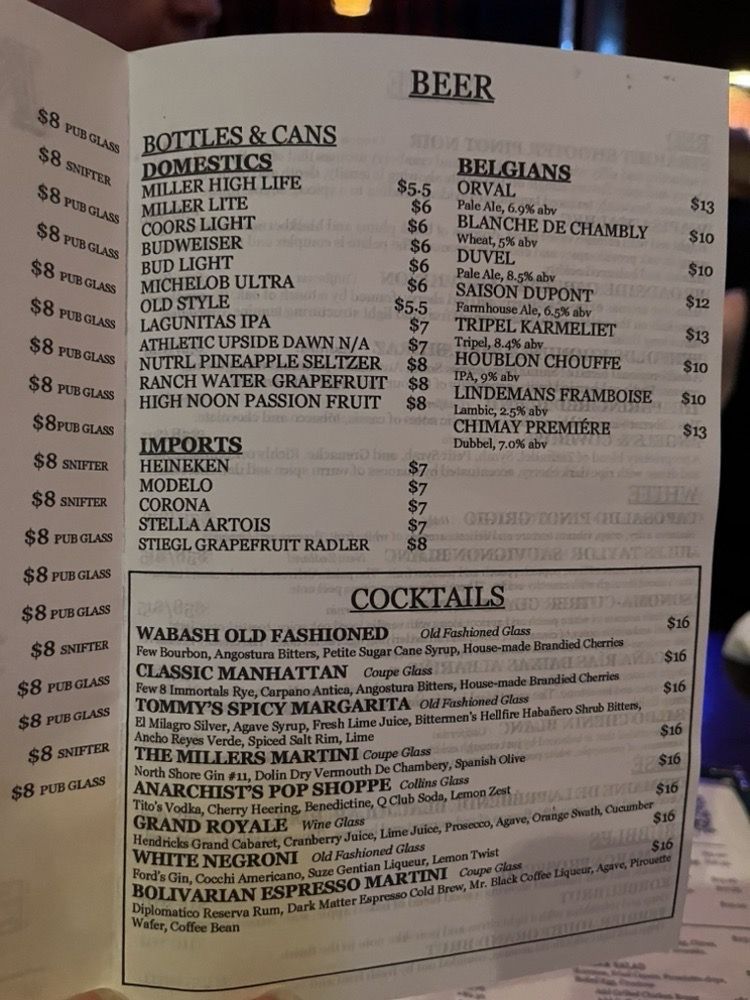 $8 PUB GLASS
$8 SNIFTER
$8 PUB GLASS
$8 PUB GLASS
$8 PUB GLASS
$8 PUB GLASS
$8 PUB GLASS
$8 PUB GLASS
$8 PUB GLASS
$8 SNIFTER
$8 SNIFTER
$8 PUB GLASS
$8 PUB GLASS
$8 PUB GLASS
$8 SNIFTER
$8 PUB GLASS
$8 PUB GLASS
$8 SNIFTER
$8 PUB GLASS
BEER
BOTTLES & CANS
DOMESTICS
MILLER HIGH LIFE $5.5
MILLER LITE $6
COORS LIGHT $6
BUDWEISER $6
BUD LIGHT $6
MICHELOB ULTRA $6
OLD STYLE $5.5
LAGUNITAS IPA $7
ATHLETIC UPSIDE DAWN N/A $7
NUTRL PINEAPPLE SELTZER $8
RANCH WATER GRAPEFRUIT $8
HIGH NOON PASSION FRUIT $8
IMPORTS
HEINEKEN $7
MODELO $7
CORONA $7
STELLA ARTOIS $7
STIEGL GRAPEFRUIT RADLER $8
BELGIANS
ORVAL $13
Pale Ale, 6.9% abv
BLANCHE DE CHAMBLY $10
Wheat, 5% abv
DUVEL $10
Pale Ale, 8.5% abv
SAISON DUPONT $12
Farmhouse Ale, 6.5% abv
TRIPEL KARMELIET $13
Tripel, 8.4% abv
HOUBLON CHOUFFE $10
IPA, 9% abv
LINDEMANS FRAMBOISE $10
Lambic, 2.5% abv
CHIMAY PREMIÉRE $13
Dubbel, 7.0% abv
COCKTAILS
WABASH OLD FASHIONED Old Fashioned Glass $16
Few Bourbon, Angostura Bitters, Petite Sugar Cane Syrup, House-made Brandied Cherries
CLASSIC MANHATTAN Coupe Glass $16
Few 8 Immortals Rye, Carpano Antica, Angostura Bitters, House-made Brandied Cherries
TOMMY'S SPICY MARGARITA Old Fashioned Glass $16
El Milagro Silver, Agave Syrup, Fresh Lime Juice, Bittermen's Hellfire Habañero Shrub Bitters,
Ancho Reyes Verde, Spiced Salt Rim, Lime
THE MILLERS MARTINI Coupe Glass $16
North Shore Gin #11, Dolin Dry Vermouth De Chambery, Spanish Olive
ANARCHIST'S POP SHOPPE Collins Glass $16
Tito's Vodka, Cherry Heering, Benedictine, Q Club Soda, Lemon Zest
GRAND ROYALE Wine Glass $16
Hendricks Grand Cabaret, Cranberry Juice, Lime Juice, Prosecco, Agave, Orange Swath, Cucumber
WHITE NEGRONI Old Fashioned Glass $16
Ford's Gin, Cocchi Americano, Suze Gentian Liqueur, Lemon Twist
BOLIVARIAN ESPRESSO MARTINI Coupe Glass $16
Diplomatico Reserva Rum, Dark Matter Espresso Cold Brew, Mr. Black Coffee Liqueur, Agave, Pirouette
Wafer, Coffee Bean